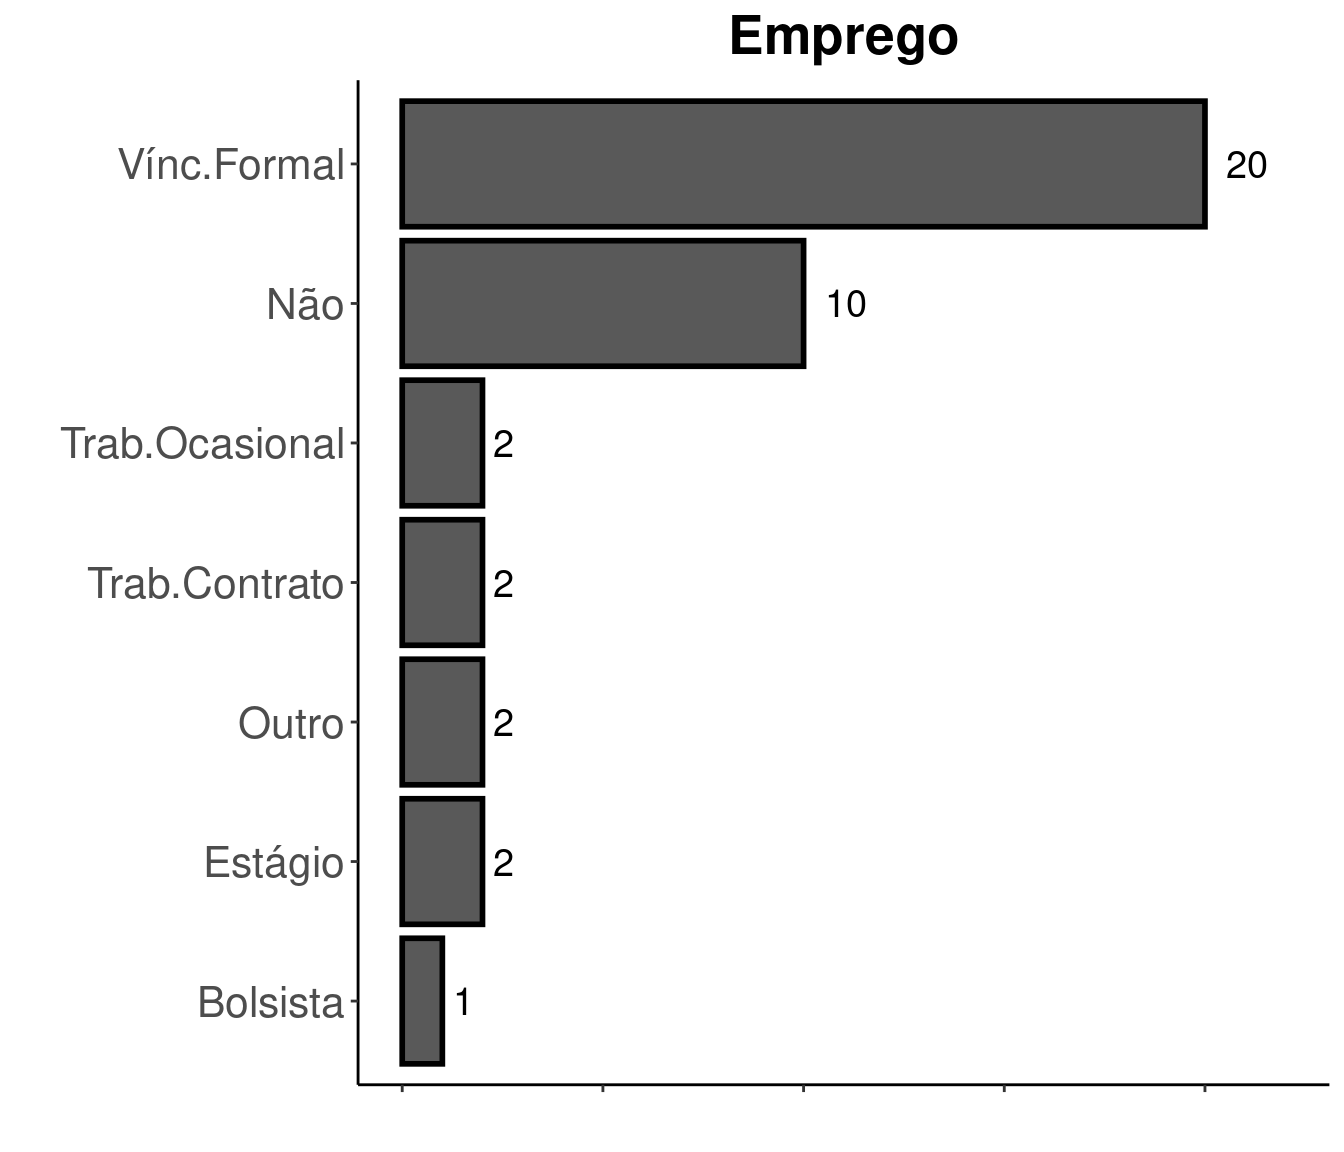 Emprego
Vínc.Formal 20
Não 10
Trab.Ocasional 2
Trab.Contrato 2
Outro 2
Estágio 2
Bolsista 1